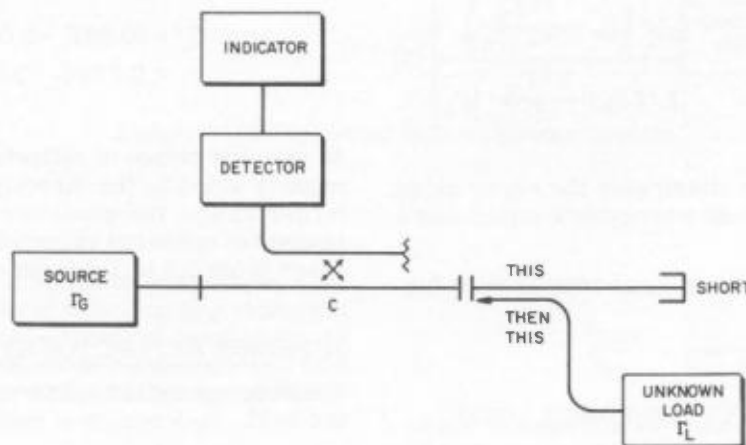 INDICATOR
DETECTOR
SOURCE
ΓG
C
THIS
SHORT
THEN
THIS
UNKNOWN
LOAD
ΓL